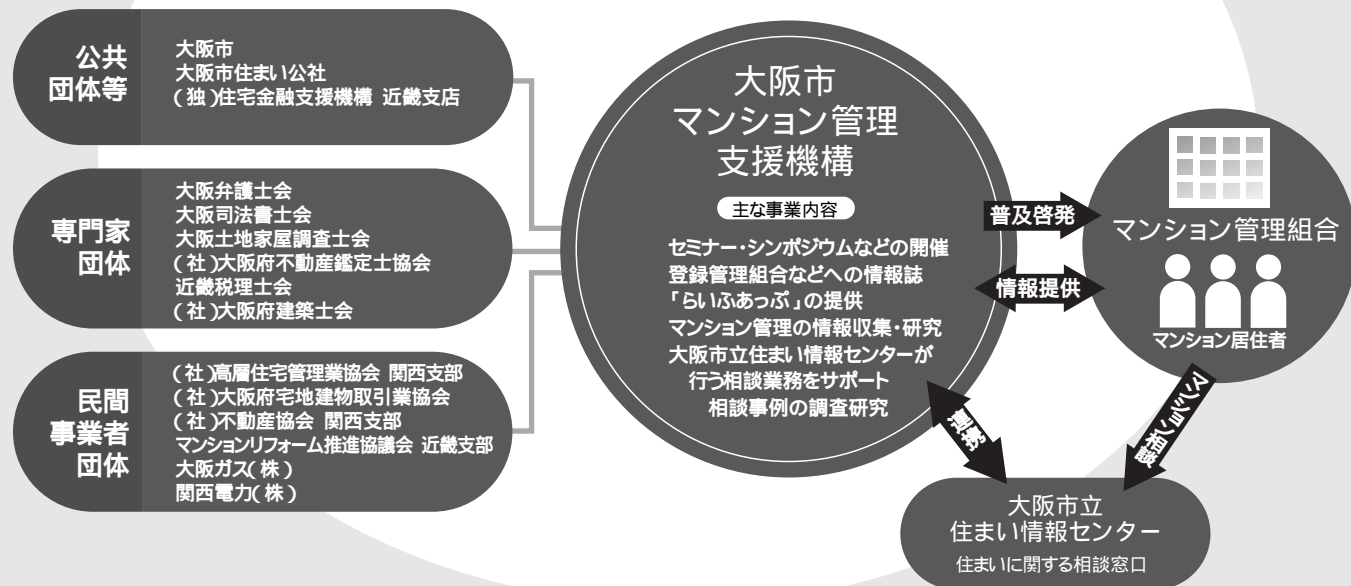 公共
団体等
大阪市
大阪市住まい公社
(独)住宅金融支援機構 近畿支店
専門家
団体
大阪弁護士会
大阪司法書士会
大阪土地家屋調査士会
(社)大阪府不動産鑑定士協会
近畿税理士会
(社)大阪府建築士会
民間
事業者
団体
(社)高層住宅管理業協会 関西支部
(社)大阪府宅地建物取引業協会
(社)不動産協会 関西支部
マンションリフォーム推進協議会 近畿支部
大阪ガス(株)
関西電力(株)
大阪市
マンション管理
支援機構
主な事業内容
セミナー・シンポジウムなどの開催
登録管理組合などへの情報誌
「らいふあっぷ」の提供
マンション管理の情報収集・研究
大阪市立住まい情報センターが
行う相談業務をサポート
相談事例の調査研究
普及啓発
情報提供
マンション管理組合
マンション居住者
連携
マンション相談
大阪市立
住まい情報センター
住まいに関する相談窓口